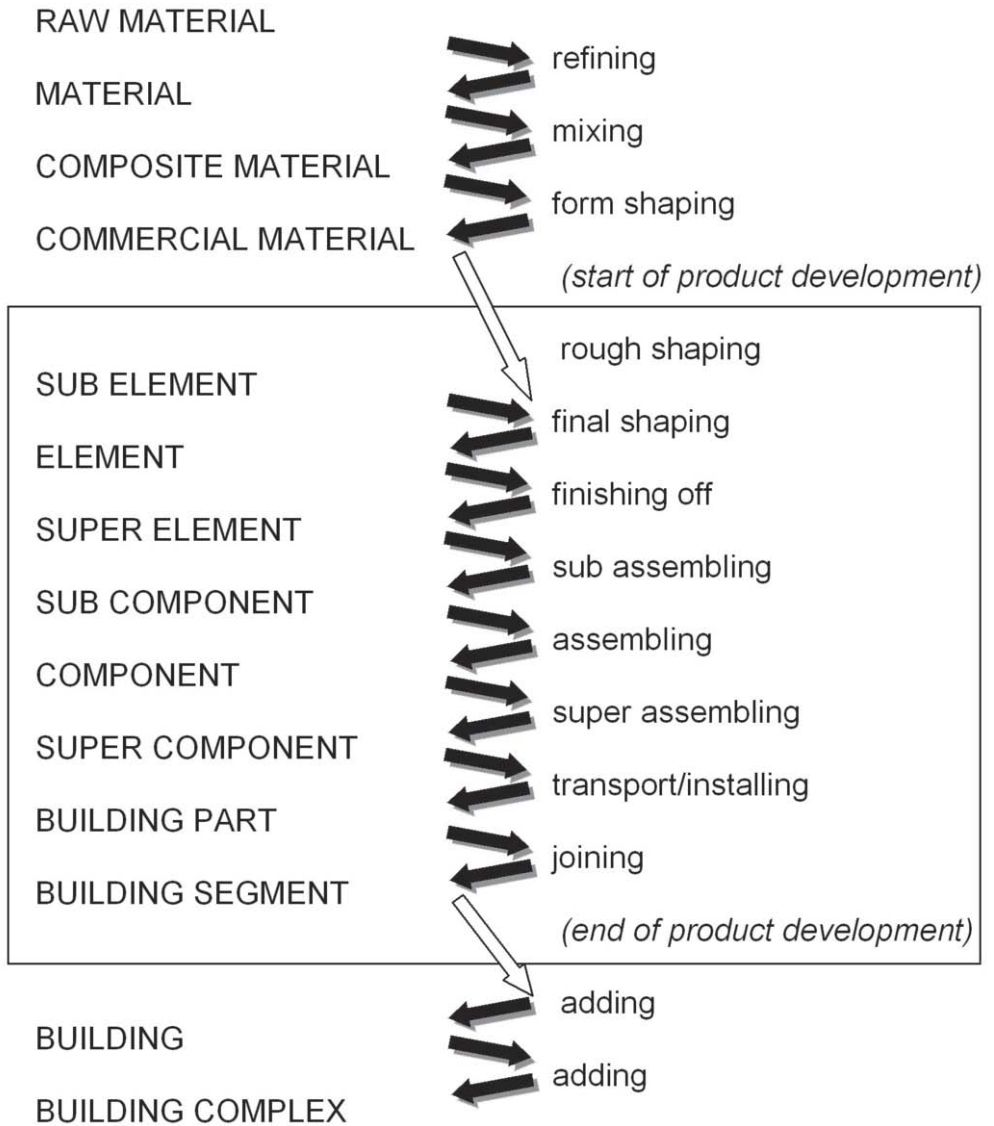 RAW MATERIAL
refining
MATERIAL
mixing
COMPOSITE MATERIAL
form shaping
COMMERCIAL MATERIAL
(start of product development)
rough shaping
SUB ELEMENT
final shaping
ELEMENT
finishing off
SUPER ELEMENT
sub assembling
SUB COMPONENT
assembling
COMPONENT
super assembling
SUPER COMPONENT
transport/installing
BUILDING PART
joining
BUILDING SEGMENT
(end of product development)
adding
BUILDING
adding
BUILDING COMPLEX